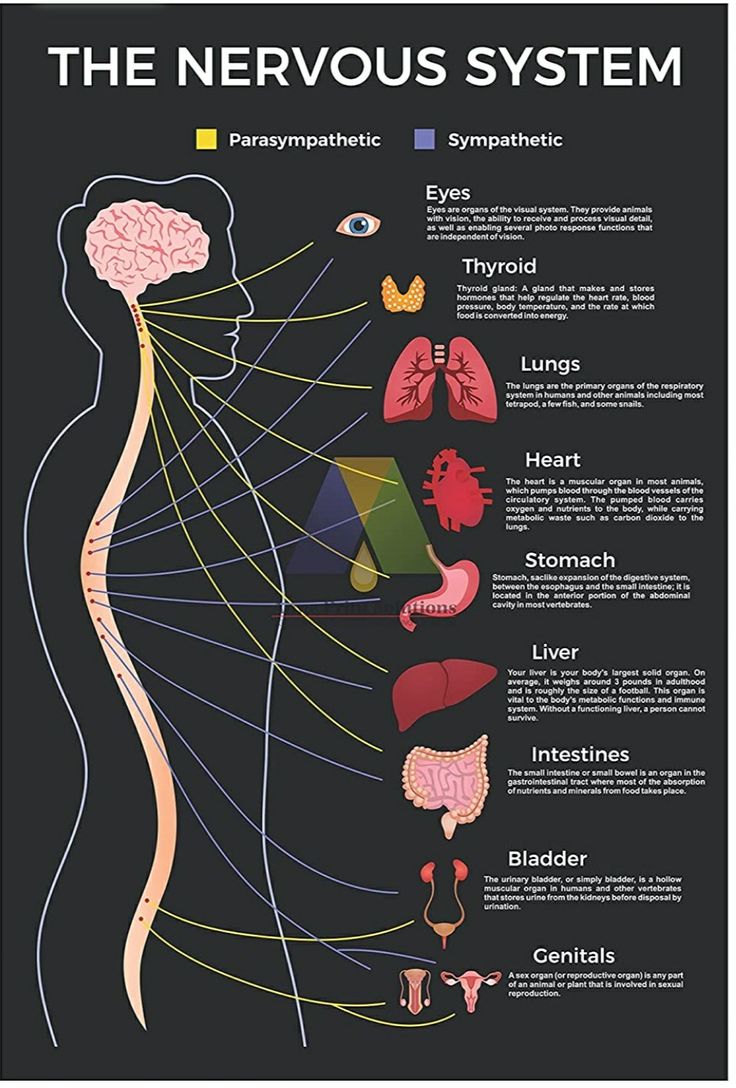 THE NERVOUS SYSTEM
Parasympathetic Sympathetic
Eyes
Eyes are organs of the visual system. They provide animals
with vision, the ability to receive and process visual detail,
as well as enabling several photo response functions that
are independent of vision.
Thyroid
Thyroid gland: A gland that makes and stores
hormones that help regulate the heart rate, blood
pressure, body temperature, and the rate at which
food is converted into energy.
Lungs
The lungs are the primary organs of the respiratory
system in humans and other animals including most
tetrapod, a few fish, and some snails.
Heart
The heart is a muscular organ in most animals,
which pumps blood through the blood vessels of the
circulatory system. The pumped blood carries
oxygen and nutrients to the body, while carrying
metabolic waste such as carbon dioxide to the
lungs.
Stomach
Stomach, saclike expansion of the digestive system,
between the esophagus and the small intestine; it is
located in the anterior portion of the abdominal
cavity in most vertebrates.
Solutions
Liver
Your liver is your body's largest solid organ. On
average, it weighs around 3 pounds in adulthood
and is roughly the size of a football. This organ is
vital to the body's metabolic functions and immune
system. Without a functioning liver, a person cannot
survive.
Intestines
The small intestine or small bowel is an organ in the
gastrointestinal tract where most of the absorption
of nutrients and minerals from food takes place.
Bladder
The urinary bladder, or simply bladder, is a hollow
muscular organ in humans and other vertebrates
that stores urine from the kidneys before disposal by
urination.
Genitals
A sex organ (or reproductive organ) is any part
of an animal or plant that is involved in sexual
reproduction.